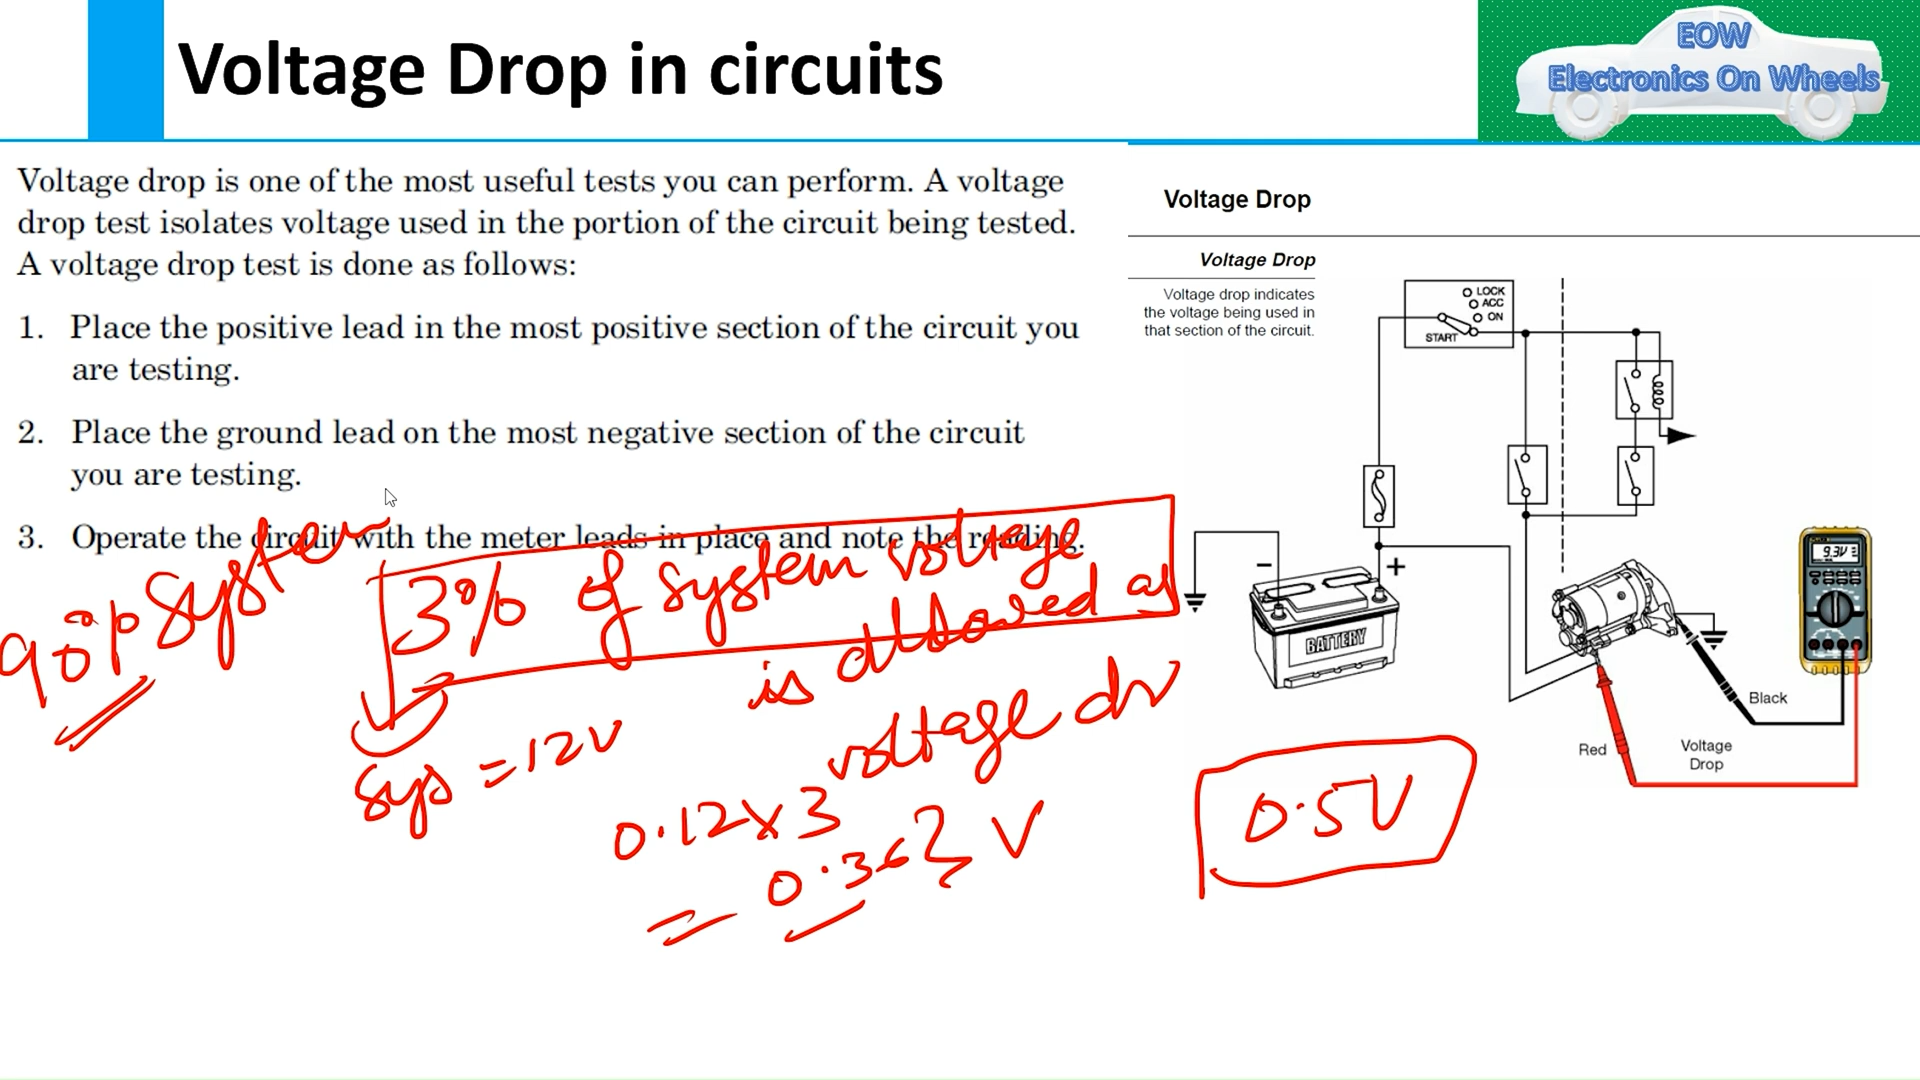 Voltage Drop in circuits
EOW
Electronics On Wheels
Voltage drop is one of the most useful tests you can perform. A voltage
drop test isolates voltage used in the portion of the circuit being tested.
A voltage drop test is done as follows:
1. Place the positive lead in the most positive section of the circuit you
are testing.
2. Place the ground lead on the most negative section of the circuit
you are testing.
3. Operate the circuit with the meter leads in place and note the reading.
90% system
3% of system voltage
is allowed as
voltage dr
Sys = 12V
0.12x3
= 0.36} V
0.5V
Voltage Drop
Voltage Drop
Voltage drop indicates
the voltage being used in
that section of the circuit.
LOCK
ACC
ON
START
− +
BATTERY
9.3V
Black
Red
Voltage
Drop